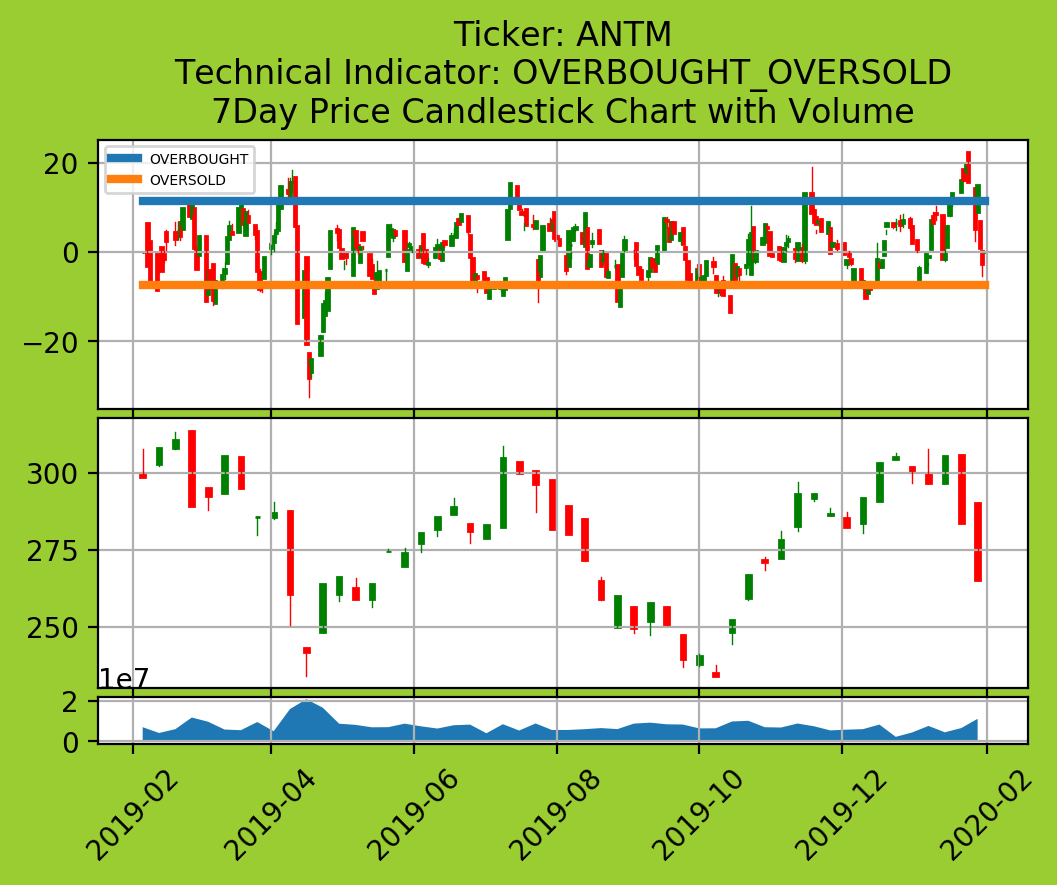 Ticker: ANTM
Technical Indicator: OVERBOUGHT_OVERSOLD
7Day Price Candlestick Chart with Volume
OVERBOUGHT
OVERSOLD
20
0
−20
300
275
250
1e7
2
0
2019-02
2019-04
2019-06
2019-08
2019-10
2019-12
2020-02